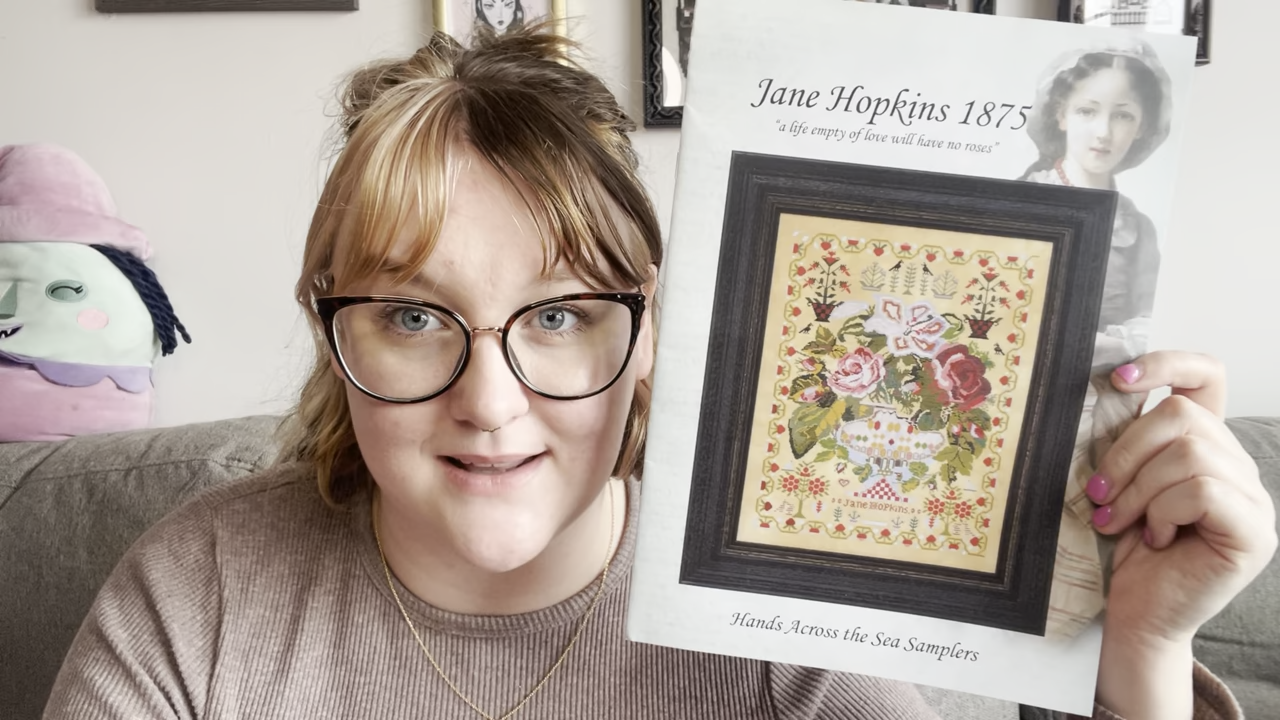 Jane Hopkins 1875
"a life empty of love will have no roses"
Jane Hopkins
Hands Across the Sea Samplers